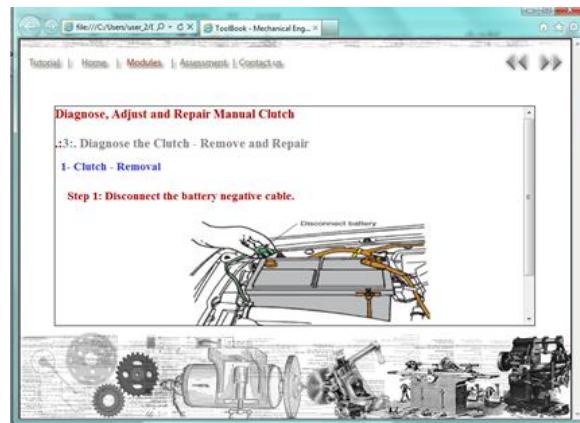 file:///C:/Users/user_2/I
ToolBook - Mechanical Eng...
Tutorial | Home | Modules | Assessment | Contact us
Diagnose, Adjust and Repair Manual Clutch
.:3:. Diagnose the Clutch - Remove and Repair
1- Clutch - Removal
Step 1: Disconnect the battery negative cable.
Disconnect battery